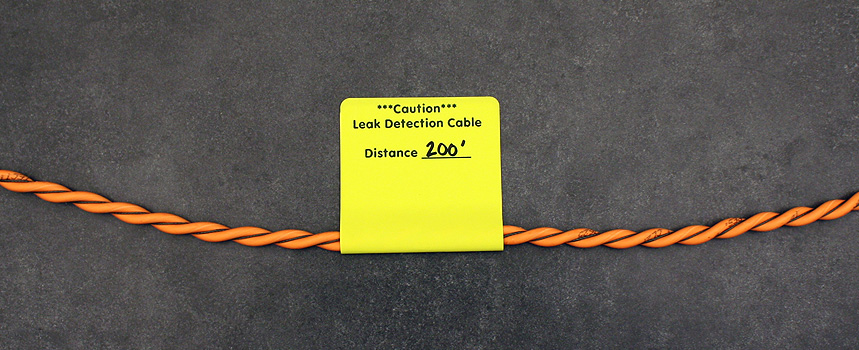 ***Caution***
Leak Detection Cable
Distance 200'